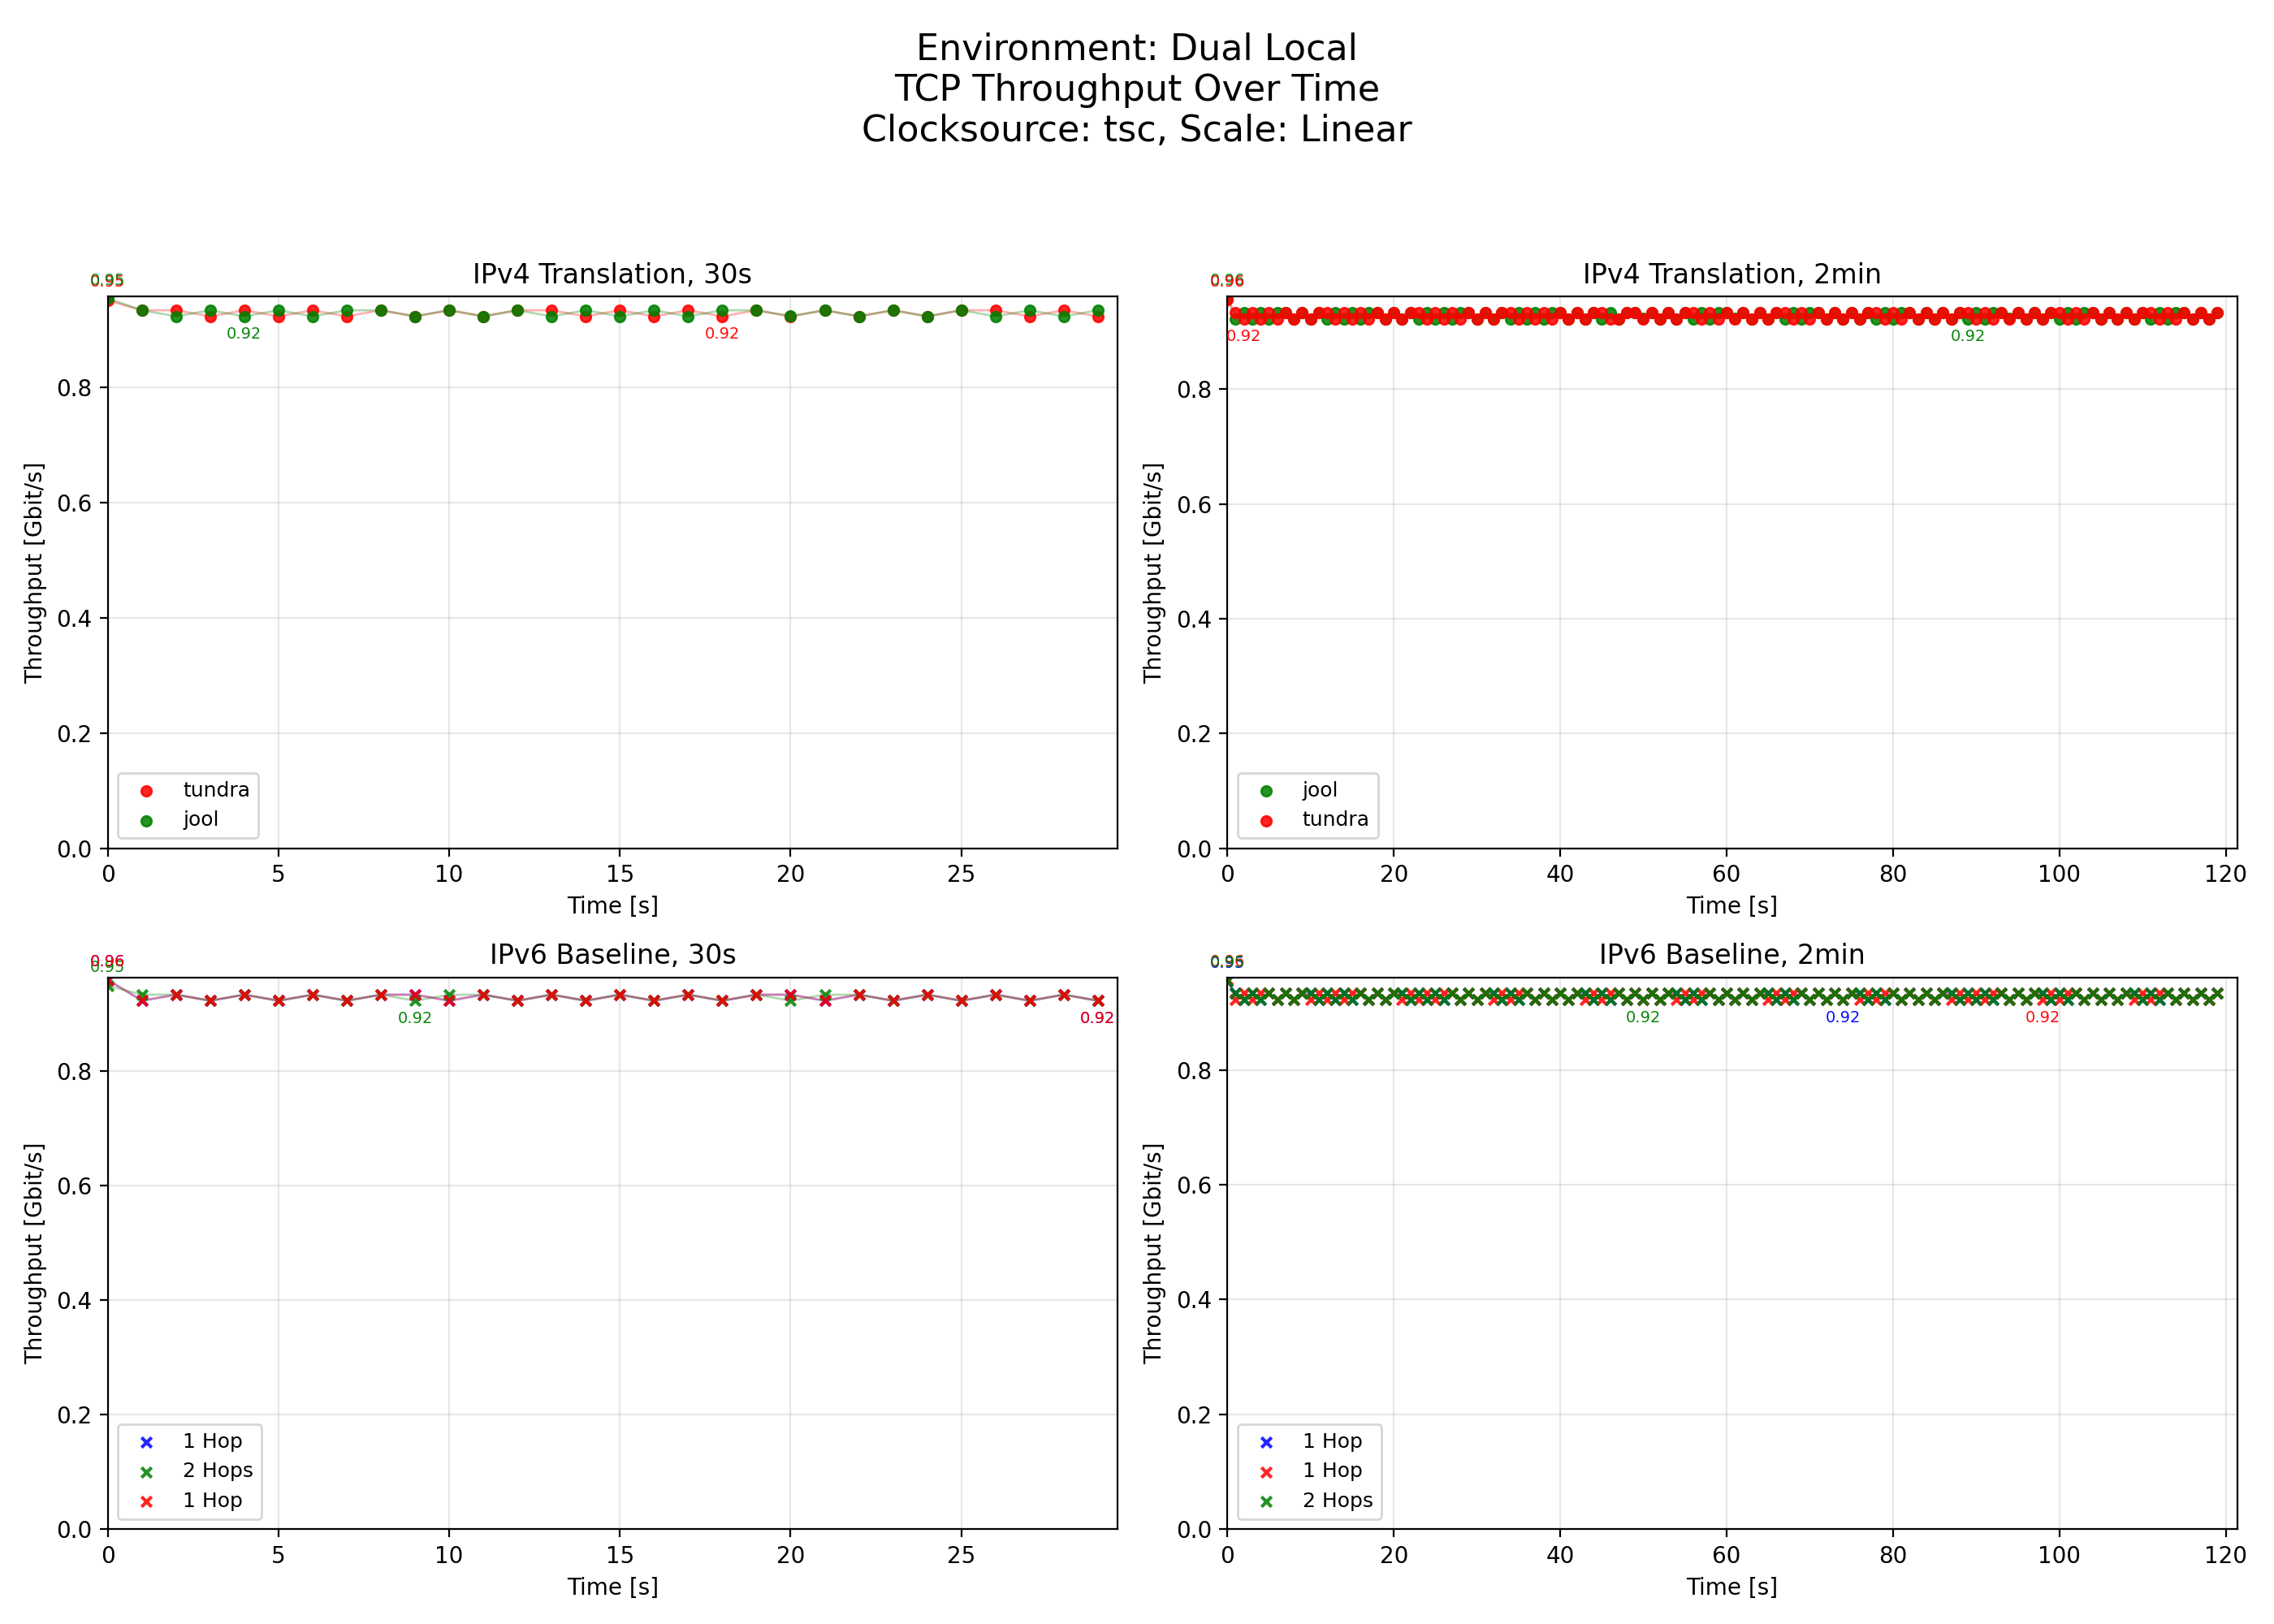 Environment: Dual Local
TCP Throughput Over Time
Clocksource: tsc, Scale: Linear
IPv4 Translation, 30s
0.95
0.92
0.92
Throughput [Gbit/s]
0.8
0.6
0.4
0.2
0.0
tundra
jool
0 5 10 15 20 25
Time [s]
IPv4 Translation, 2min
0.96
0.92
0.92
Throughput [Gbit/s]
0.8
0.6
0.4
0.2
0.0
jool
tundra
0 20 40 60 80 100 120
Time [s]
IPv6 Baseline, 30s
0.96
0.95
0.92
0.92
Throughput [Gbit/s]
0.8
0.6
0.4
0.2
0.0
1 Hop
2 Hops
1 Hop
0 5 10 15 20 25
Time [s]
IPv6 Baseline, 2min
0.92
0.92
0.92
Throughput [Gbit/s]
0.8
0.6
0.4
0.2
0.0
1 Hop
1 Hop
2 Hops
0 20 40 60 80 100 120
Time [s]